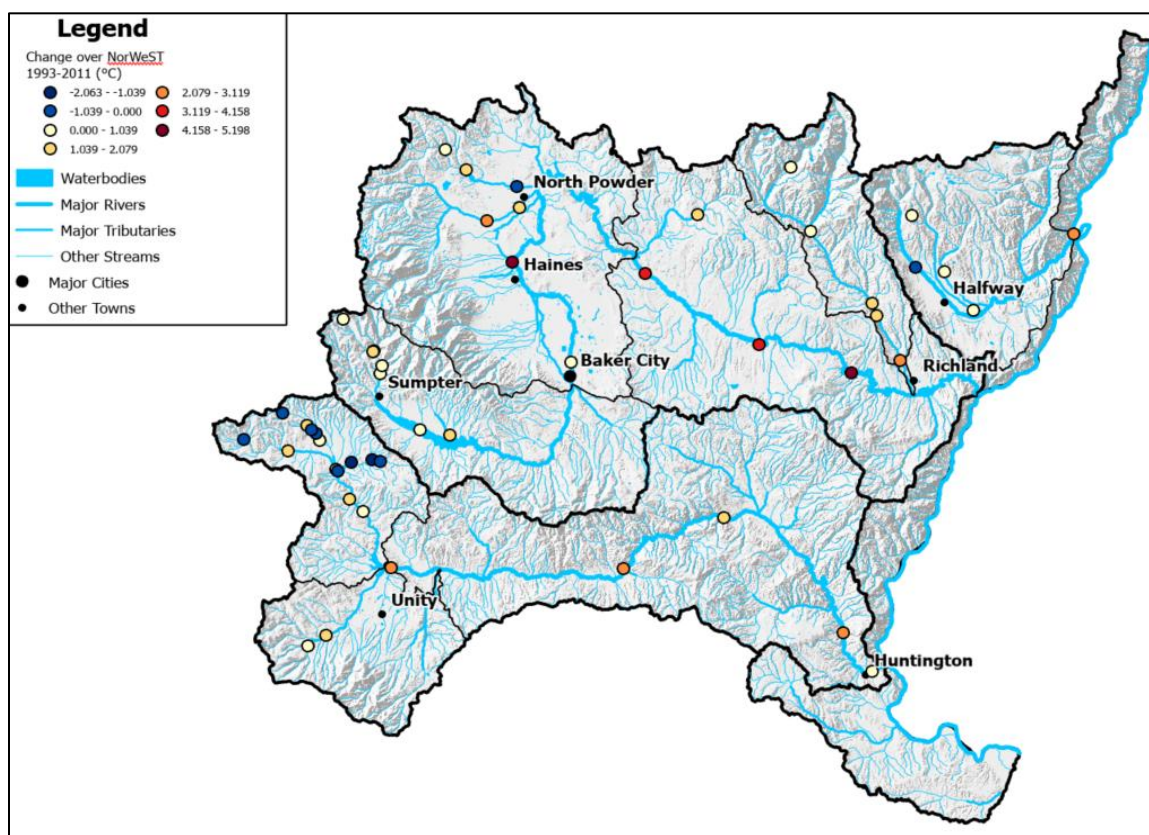 Legend
Change over NorWeST
1993-2011 (°C)
-2.063 - -1.039
2.079 - 3.119
-1.039 - 0.000
3.119 - 4.158
0.000 - 1.039
4.158 - 5.198
1.039 - 2.079
Waterbodies
Major Rivers
Major Tributaries
Other Streams
Major Cities
Other Towns
North Powder
Haines
Halfway
Baker City
Richland
Sumpter
Unity
Huntington